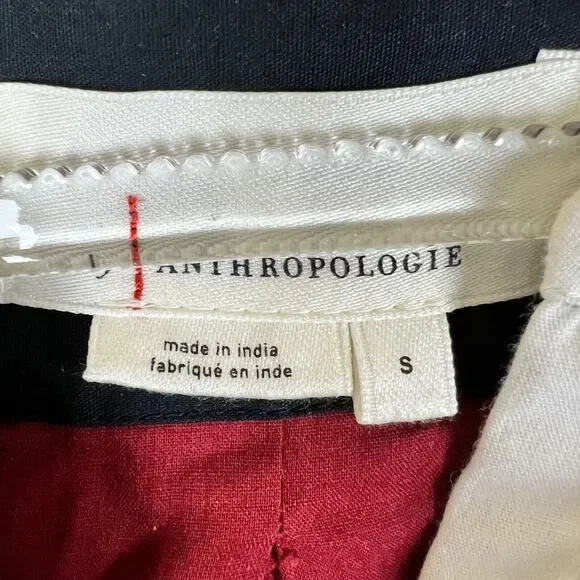 ANTHROPOLOGIE
made in india
fabriqué en inde
S